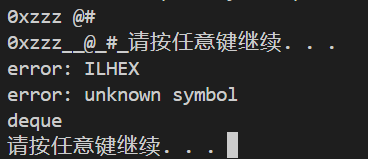 0xzzz @#
0xzzz__@_#_请按任意键继续. . .
error: ILHEX
error: unknown symbol
deque
请按任意键继续. . .